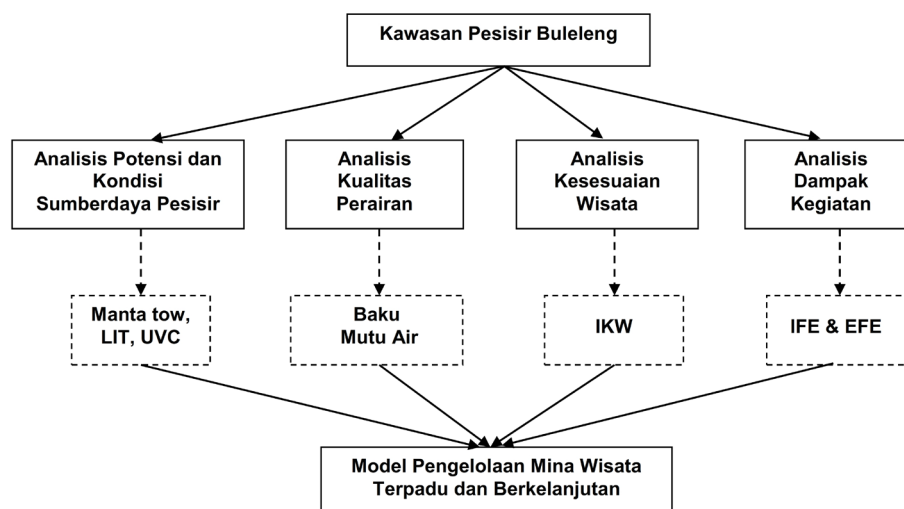 Kawasan Pesisir Buleleng
Analisis Potensi dan
Kondisi
Sumberdaya Pesisir
Analisis
Kualitas
Perairan
Analisis
Kesesuaian
Wisata
Analisis
Dampak
Kegiatan
Manta tow,
LIT, UVC
Baku
Mutu Air
IKW
IFE & EFE
Model Pengelolaan Mina Wisata
Terpadu dan Berkelanjutan